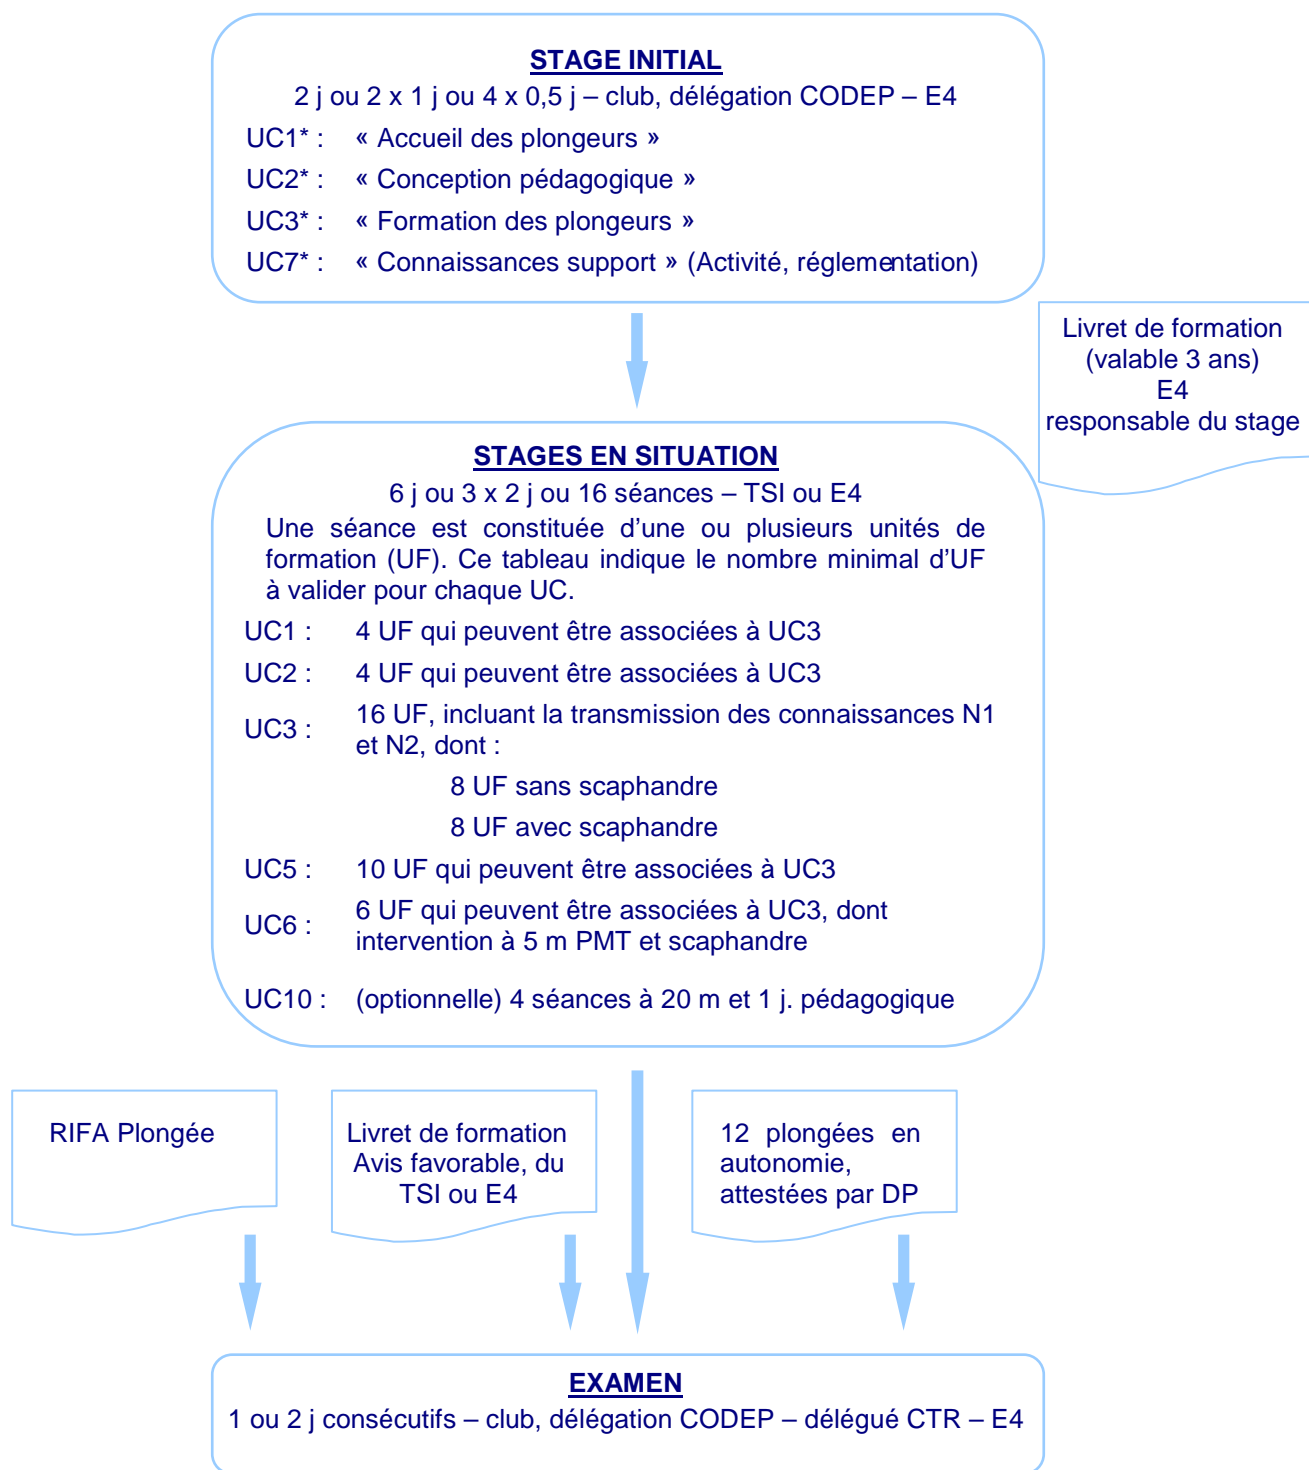 STAGE INITIAL
2 j ou 2 x 1 j ou 4 x 0,5 j – club, délégation CODEP – E4
UC1* : « Accueil des plongeurs »
UC2* : « Conception pédagogique »
UC3* : « Formation des plongeurs »
UC7* : « Connaissances support » (Activité, réglementation)
Livret de formation
(valable 3 ans)
E4
responsable du stage
STAGES EN SITUATION
6 j ou 3 x 2 j ou 16 séances – TSI ou E4
Une séance est constituée d’une ou plusieurs unités de
formation (UF). Ce tableau indique le nombre minimal d’UF
à valider pour chaque UC.
UC1 : 4 UF qui peuvent être associées à UC3
UC2 : 4 UF qui peuvent être associées à UC3
UC3 : 16 UF, incluant la transmission des connaissances N1
et N2, dont :
8 UF sans scaphandre
8 UF avec scaphandre
UC5 : 10 UF qui peuvent être associées à UC3
UC6 : 6 UF qui peuvent être associées à UC3, dont
intervention à 5 m PMT et scaphandre
UC10 : (optionnelle) 4 séances à 20 m et 1 j. pédagogique
RIFA Plongée
Livret de formation
Avis favorable, du
TSI ou E4
12 plongées en
autonomie,
attestées par DP
EXAMEN
1 ou 2 j consécutifs – club, délégation CODEP – délégué CTR – E4